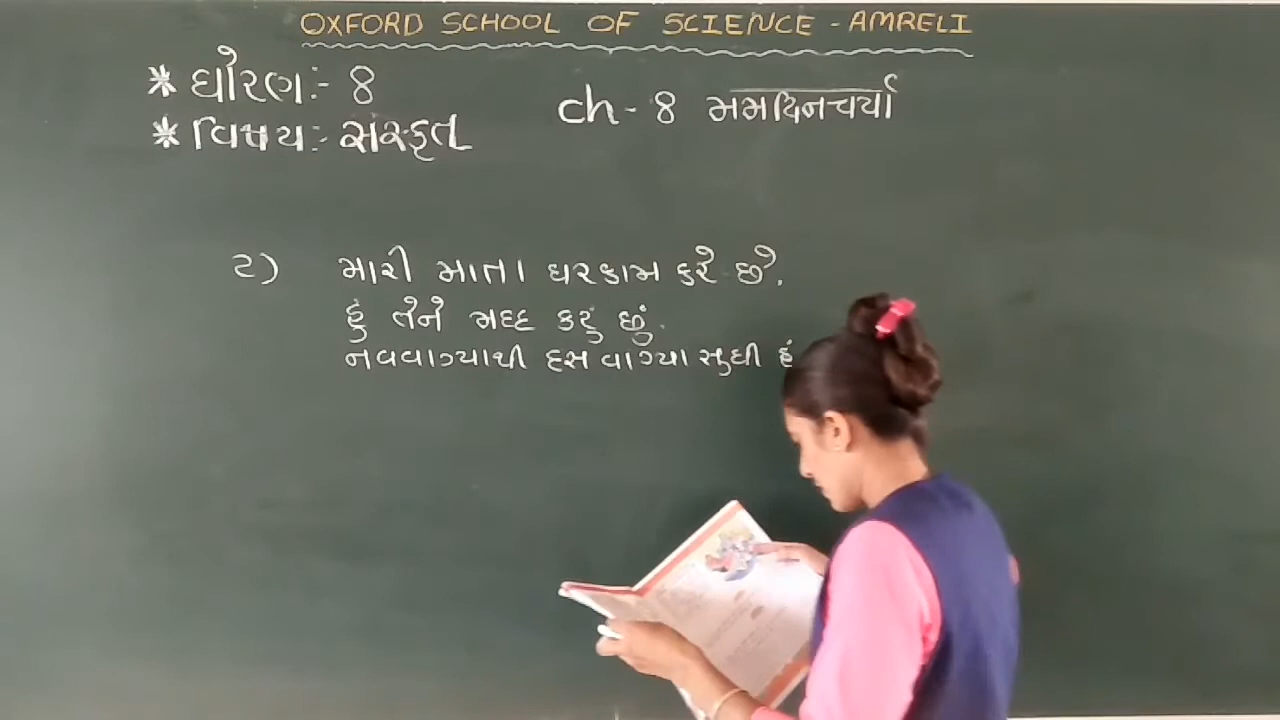 OXFORD SCHOOL OF SCIENCE - AMRELI
* ધોરણ:- 8
ch - 8 મમદિનચર્યા
* વિષય:- સંસ્કૃત
૨) મારી માતા ઘરકામ કરે છે.
હું તેને મદદ કરું છું.
નવવાગ્યાથી દસ વાગ્યા સુધી હું